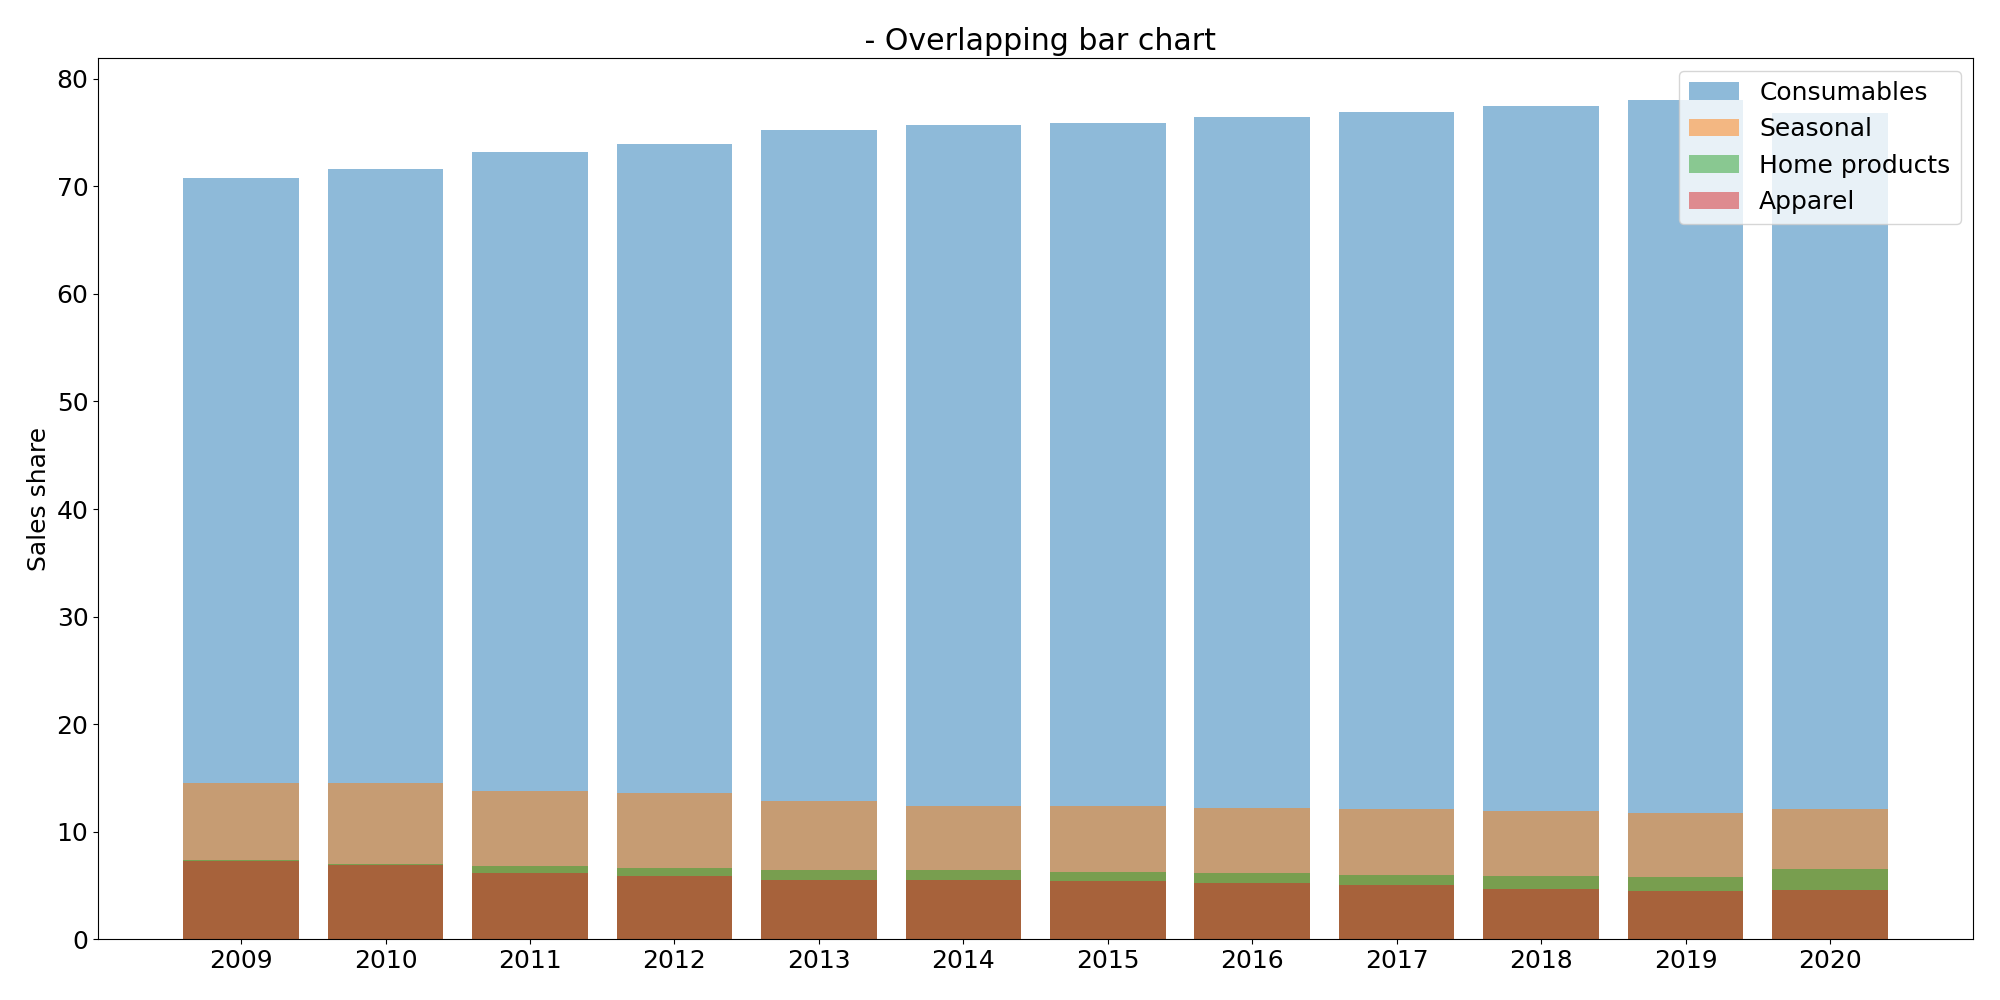 - Overlapping bar chart
80
70
60
50
40
30
20
10
0
Sales share
Consumables
Seasonal
Home products
Apparel
2009 2010 2011 2012 2013 2014 2015 2016 2017 2018 2019 2020